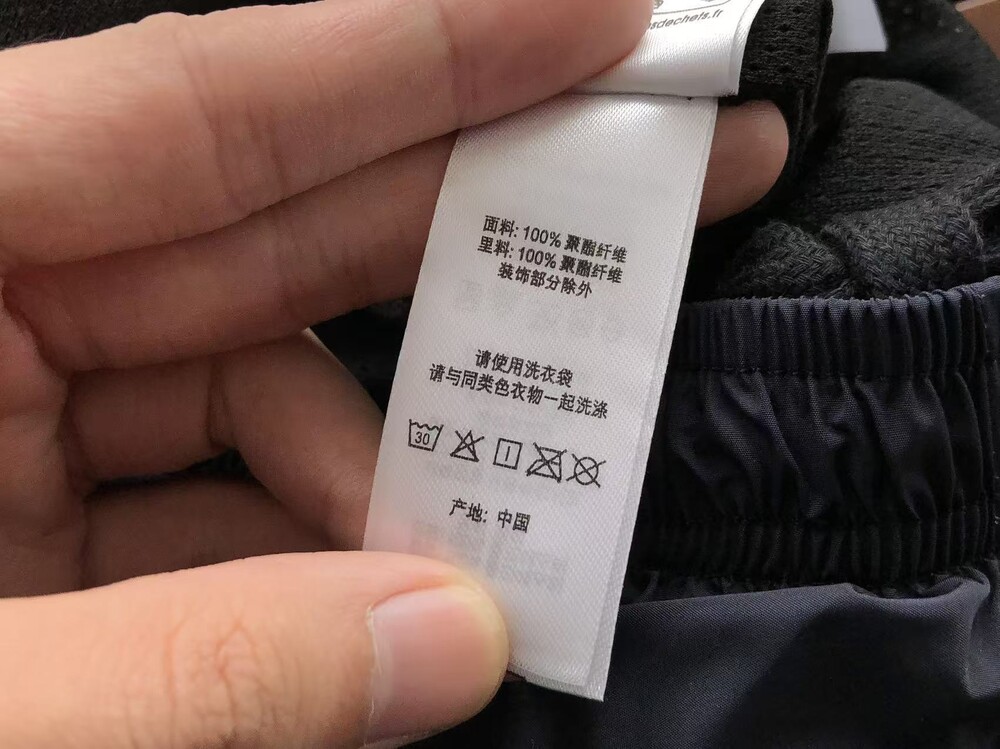 sdechets.fr
面料: 100% 聚酯纤维
里料: 100% 聚酯纤维
装饰部分除外
请使用洗衣袋
请与同类色衣物一起洗涤
30
产地: 中国